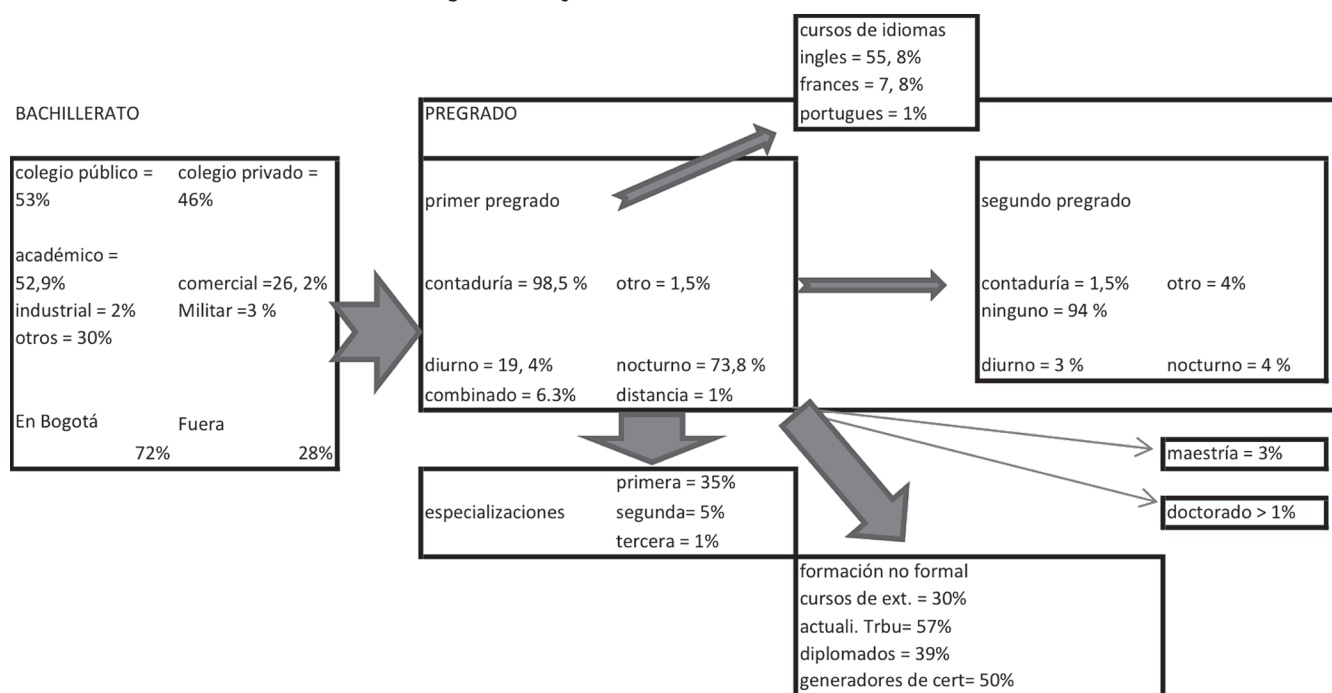 cursos de idiomas
ingles = 55, 8%
frances = 7, 8%
portugues = 1%
BACHILLERATO
colegio público = 53%
colegio privado = 46%
académico = 52,9%
comercial =26, 2%
industrial = 2%
Militar =3 %
otros = 30%
En Bogotá
72%
Fuera
28%
PREGRADO
primer pregrado
contaduría = 98,5 %
otro = 1,5%
diurno = 19, 4%
nocturno = 73,8 %
combinado = 6.3%
distancia = 1%
segundo pregrado
contaduría = 1,5%
otro = 4%
ninguno = 94 %
diurno = 3 %
nocturno = 4 %
maestría = 3%
doctorado > 1%
especializaciones
primera = 35%
segunda= 5%
tercera = 1%
formación no formal
cursos de ext. = 30%
actuali. Trbu= 57%
diplomados = 39%
generadores de cert= 50%